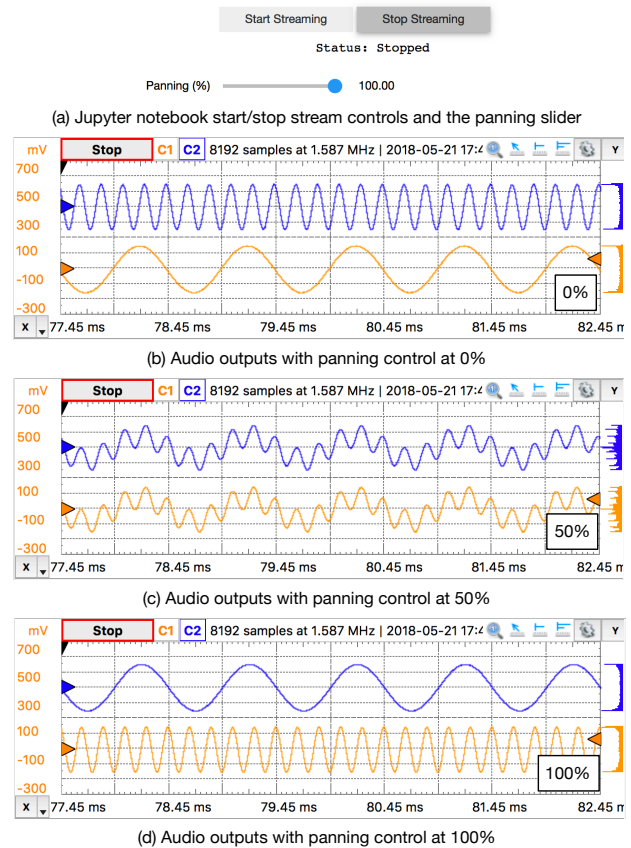 Start Streaming Stop Streaming
Status: Stopped
Panning (%) 100.00
(a) Jupyter notebook start/stop stream controls and the panning slider
mV Stop C1 C2 8192 samples at 1.587 MHz | 2018-05-21 17:4 Y
700
500
300
100
-100
-300
0%
X 77.45 ms 78.45 ms 79.45 ms 80.45 ms 81.45 ms 82.45 m
(b) Audio outputs with panning control at 0%
mV Stop C1 C2 8192 samples at 1.587 MHz | 2018-05-21 17:4 Y
700
500
300
100
-100
-300
50%
X 77.45 ms 78.45 ms 79.45 ms 80.45 ms 81.45 ms 82.45 m
(c) Audio outputs with panning control at 50%
mV Stop C1 C2 8192 samples at 1.587 MHz | 2018-05-21 17:4 Y
700
500
300
100
-100
-300
100%
X 77.45 ms 78.45 ms 79.45 ms 80.45 ms 81.45 ms 82.45 m
(d) Audio outputs with panning control at 100%